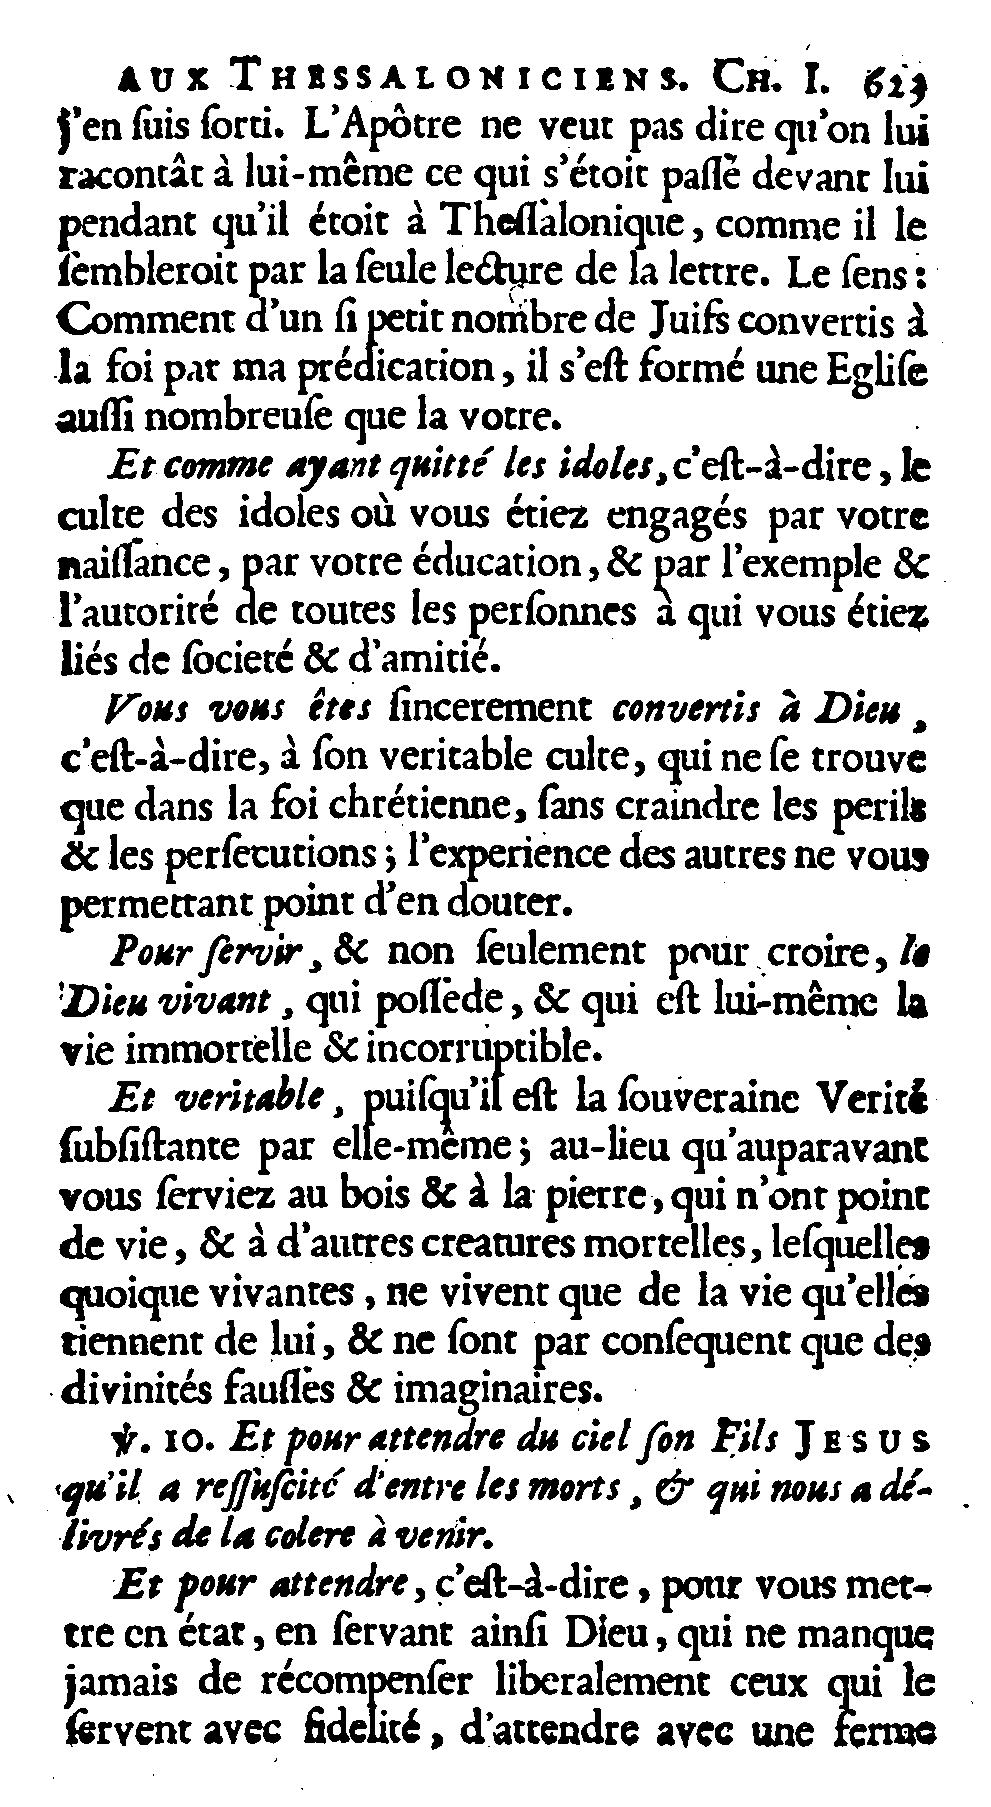 AUX THESSALONICIENS. CH. I. 623
j'en ſuis ſorti. L'Apôtre ne veut pas dire qu'on lui
racontât à lui-même ce qui s'étoit paſſè devant lui
pendant qu'il étoit à Theſſalonique, comme il le
ſembleroit par la ſeule lecture de la lettre. Le ſens :
Comment d'un ſi petit nombre de Juifs convertis à
la foi par ma prédication, il s'eſt formé une Egliſe
auſſi nombreuſe que la votre.
Et comme ayant quitté les idoles, c'eſt-à-dire, le
culte des idoles où vous étiez engagés par votre
naiſſance, par votre éducation, & par l'exemple &
l'autorité de toutes les perſonnes à qui vous étiez
liés de ſocieté & d'amitié.
Vous vous êtes ſincerement convertis à Dieu,
c'eſt-à-dire, à ſon veritable culte, qui ne ſe trouve
que dans la foi chrétienne, ſans craindre les perils
& les perſecutions; l'experience des autres ne vous
permettant point d'en douter.
Pour ſervir, & non ſeulement pour croire, le
Dieu vivant, qui poſſede, & qui eſt lui-même la
vie immortelle & incorruptible.
Et veritable, puiſqu'il eſt la ſouveraine Verité
ſubſiſtante par elle-même; au-lieu qu'auparavant
vous ſerviez au bois & à la pierre, qui n'ont point
de vie, & à d'autres creatures mortelles, leſquelles
quoique vivantes, ne vivent que de la vie qu'elles
tiennent de lui, & ne ſont par conſequent que des
divinités fauſſes & imaginaires.
℣. 10. Et pour attendre du ciel ſon Fils JESUS
qu'il a reſſuſcité d'entre les morts, & qui nous a dé-
livrés de la colere à venir.
Et pour attendre, c'eſt-à-dire, pour vous met-
tre en état, en ſervant ainſi Dieu, qui ne manque
jamais de récompenſer liberalement ceux qui le
ſervent avec fidelité, d'attendre avec une ferme